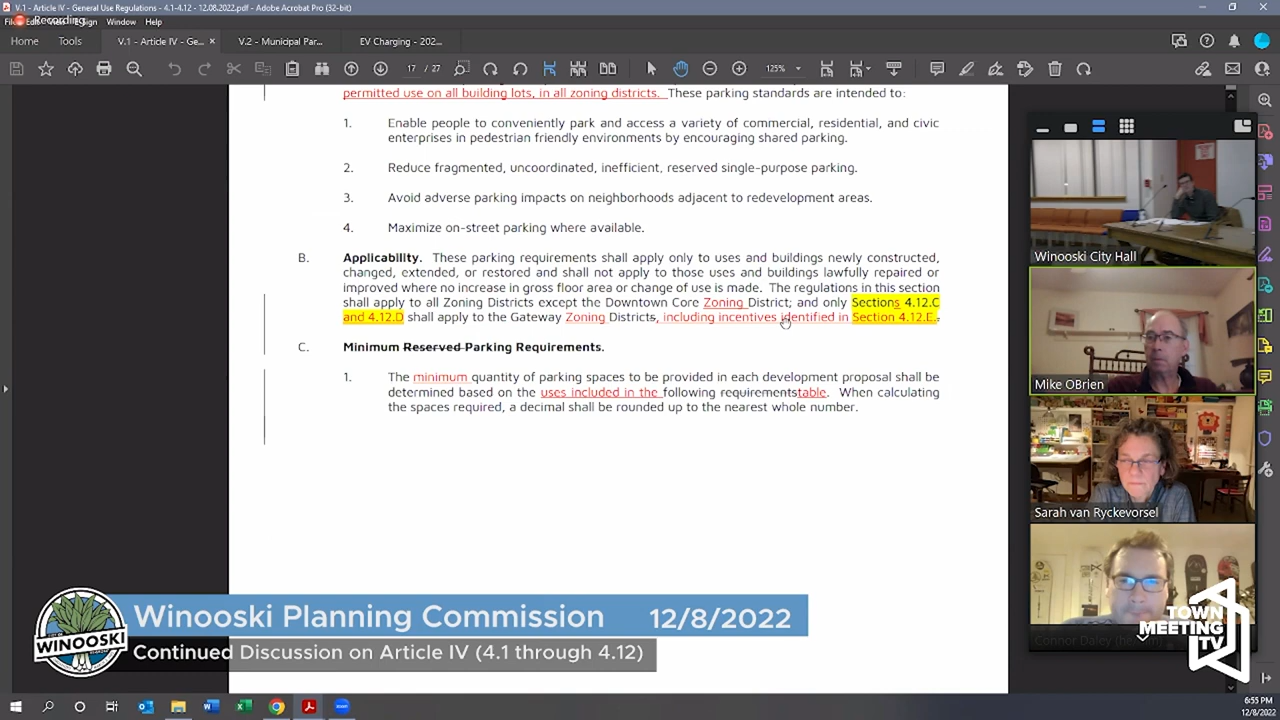 V.1 - Article IV - General Use Regulations - 4.1-4.12 - 12.08.2022.pdf - Adobe Acrobat Pro (32-bit)
Recording
Window Help
Home Tools V.1 - Article IV - Ge... × V.2 - Municipal Par... EV Charging - 202...
17 / 27 125%
permitted use on all building lots, in all zoning districts. These parking standards are intended to:
1. Enable people to conveniently park and access a variety of commercial, residential, and civic
enterprises in pedestrian friendly environments by encouraging shared parking.
2. Reduce fragmented, uncoordinated, inefficient, reserved single-purpose parking.
3. Avoid adverse parking impacts on neighborhoods adjacent to redevelopment areas.
4. Maximize on-street parking where available.
B. Applicability. These parking requirements shall apply only to uses and buildings newly constructed,
changed, extended, or restored and shall not apply to those uses and buildings lawfully repaired or
improved where no increase in gross floor area or change of use is made. The regulations in this section
shall apply to all Zoning Districts except the Downtown Core Zoning District; and only Sections 4.12.C
and 4.12.D shall apply to the Gateway Zoning Districts, including incentives identified in Section 4.12.E..
C. Minimum Reserved Parking Requirements.
1. The minimum quantity of parking spaces to be provided in each development proposal shall be
determined based on the uses included in the following requirementstable. When calculating
the spaces required, a decimal shall be rounded up to the nearest whole number.
Winooski City Hall
Mike OBrien
Sarah van Ryckevorsel
Connor Daley
WINOOSKI
Winooski Planning Commission 12/8/2022
Continued Discussion on Article IV (4.1 through 4.12)
TOWN
MEETING
TV
6:55 PM
12/8/2022